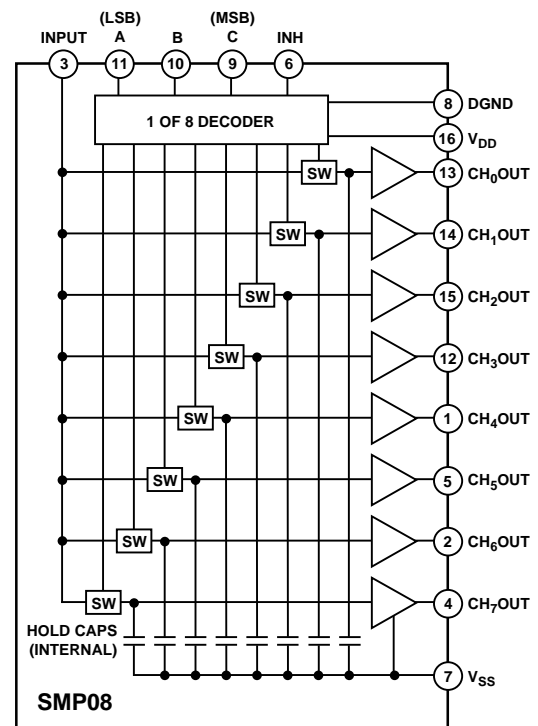 (LSB) (MSB)
INPUT A B C INH
3 11 10 9 6
1 OF 8 DECODER
8 DGND
16 VDD
SW 13 CH0OUT
SW 14 CH1OUT
SW 15 CH2OUT
SW 12 CH3OUT
SW 1 CH4OUT
SW 5 CH5OUT
SW 2 CH6OUT
SW 4 CH7OUT
HOLD CAPS
(INTERNAL)
7 VSS
SMP08